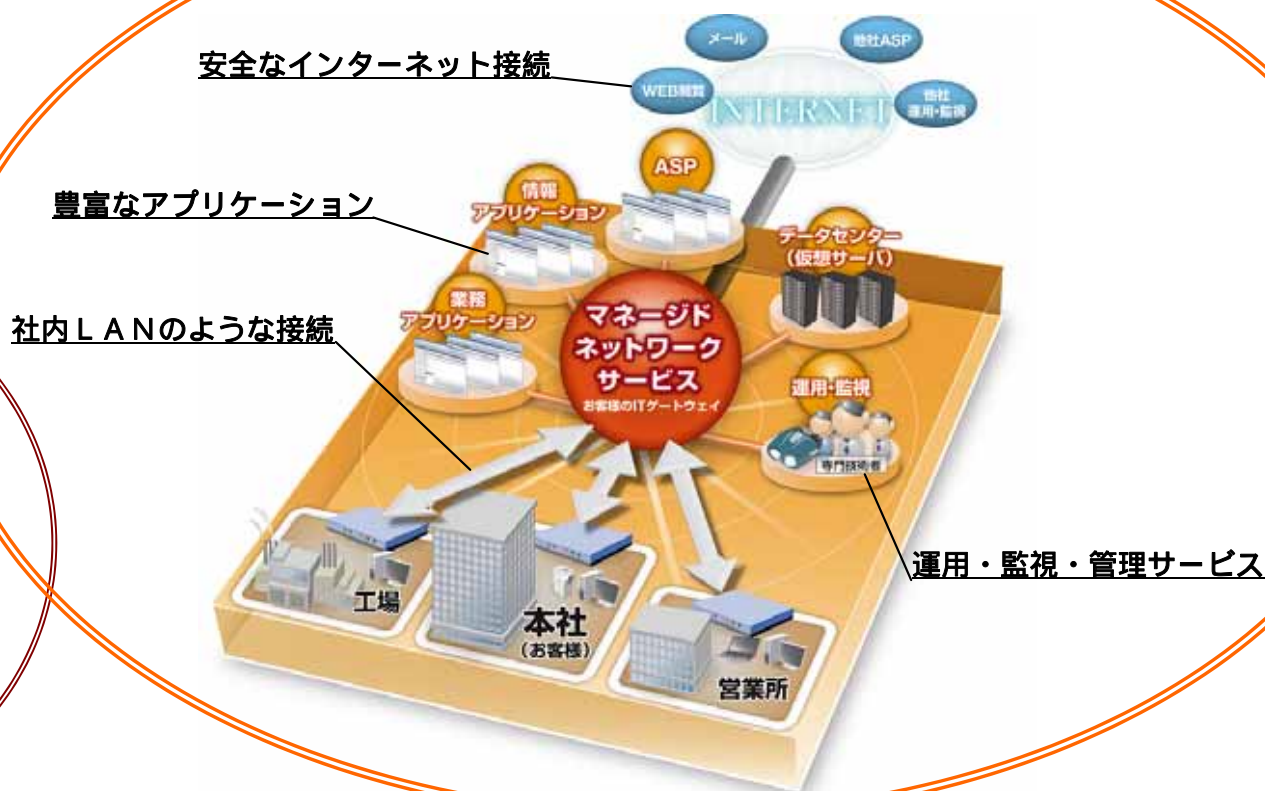 メール
他社ASP
安全なインターネット接続
WEB閲覧
INTERNET
他社
運用・監視
ASP
情報
アプリケーション
豊富なアプリケーション
データセンター
(仮想サーバ)
業務
アプリケーション
社内ＬＡＮのような接続
マネージド
ネットワーク
サービス
お客様のITゲートウェイ
運用・監視
専門技術者
運用・監視・管理サービス
工場
本社
(お客様)
営業所